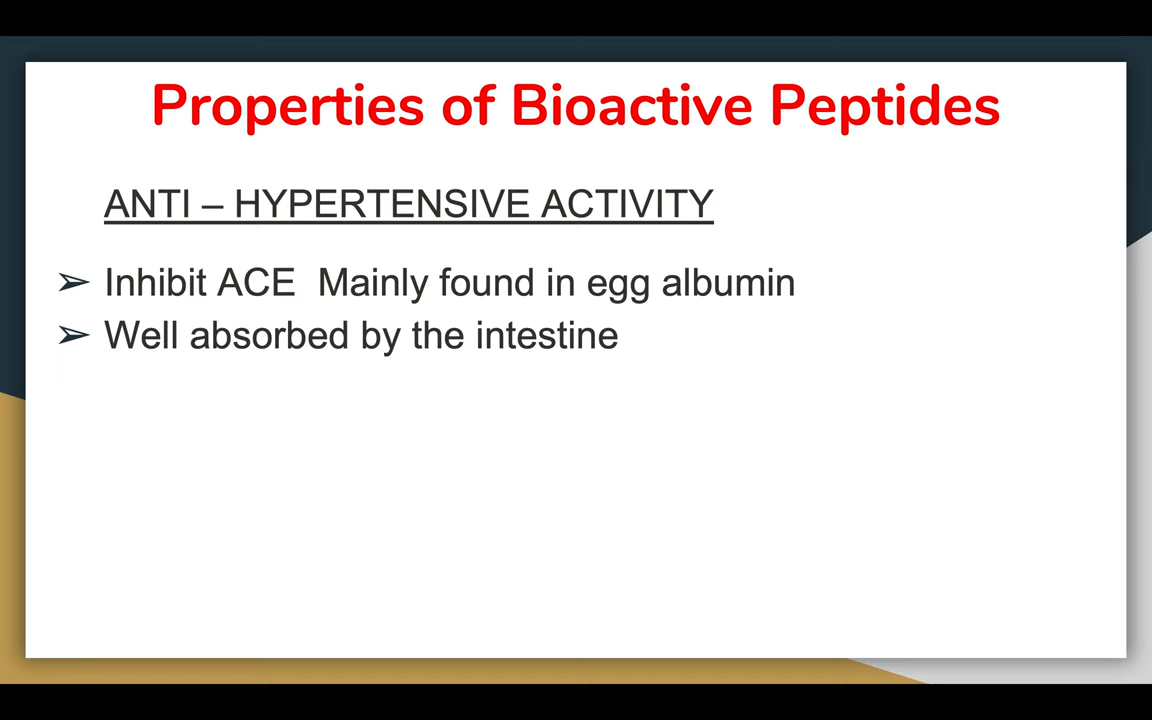 Properties of Bioactive Peptides
ANTI – HYPERTENSIVE ACTIVITY
➢ Inhibit ACE  Mainly found in egg albumin
➢ Well absorbed by the intestine